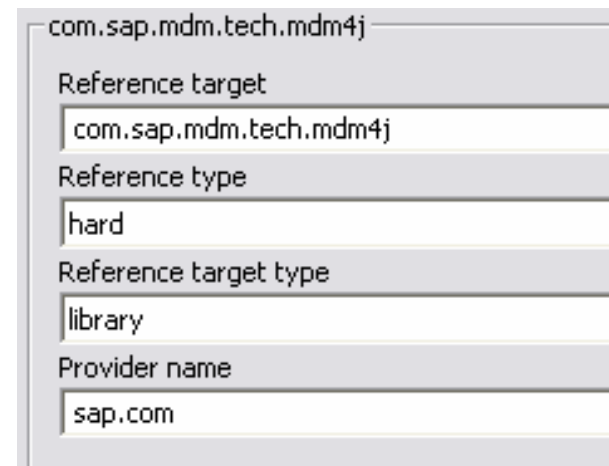 com.sap.mdm.tech.mdm4j
Reference target
com.sap.mdm.tech.mdm4j
Reference type
hard
Reference target type
library
Provider name
sap.com